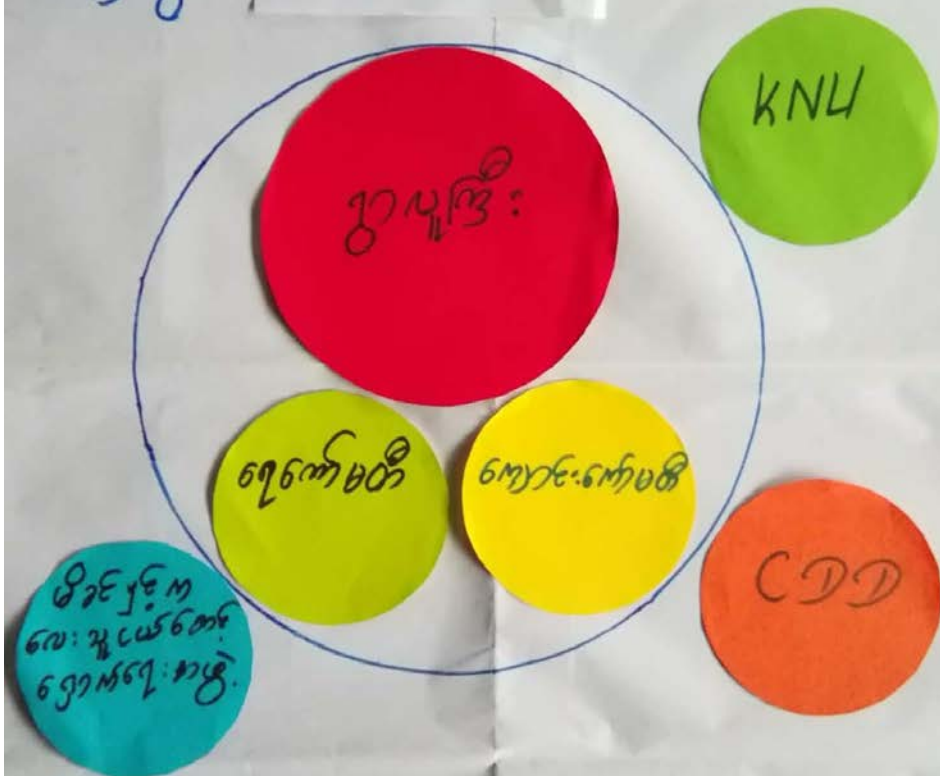 KNU
ရွာလူကြီး
ရေကော်မတီ
ကျောင်းကော်မတီ
CDD
မိခင်နှင့်က
လေးသူငယ်စောင့်
ရှောက်ရေးအဖွဲ့